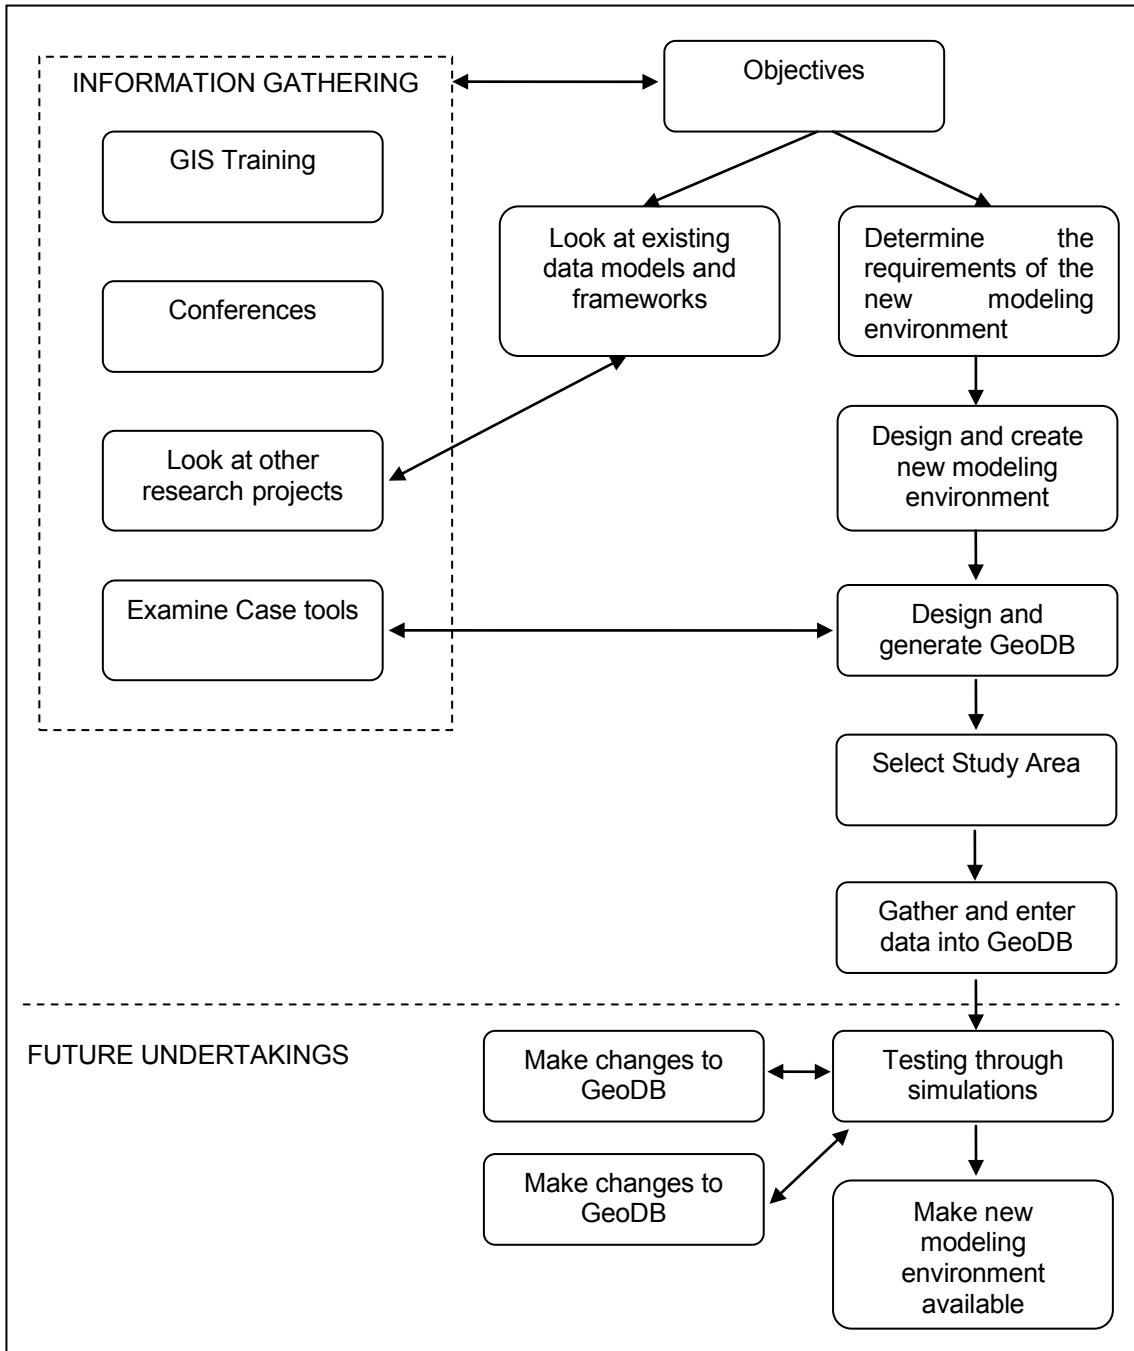 INFORMATION GATHERING
GIS Training
Conferences
Look at other
research projects
Examine Case tools
Objectives
Look at existing
data models and
frameworks
Determine the
requirements of the
new modeling
environment
Design and create
new modeling
environment
Design and
generate GeoDB
Select Study Area
Gather and enter
data into GeoDB
FUTURE UNDERTAKINGS
Make changes to
GeoDB
Testing through
simulations
Make changes to
GeoDB
Make new
modeling
environment
available